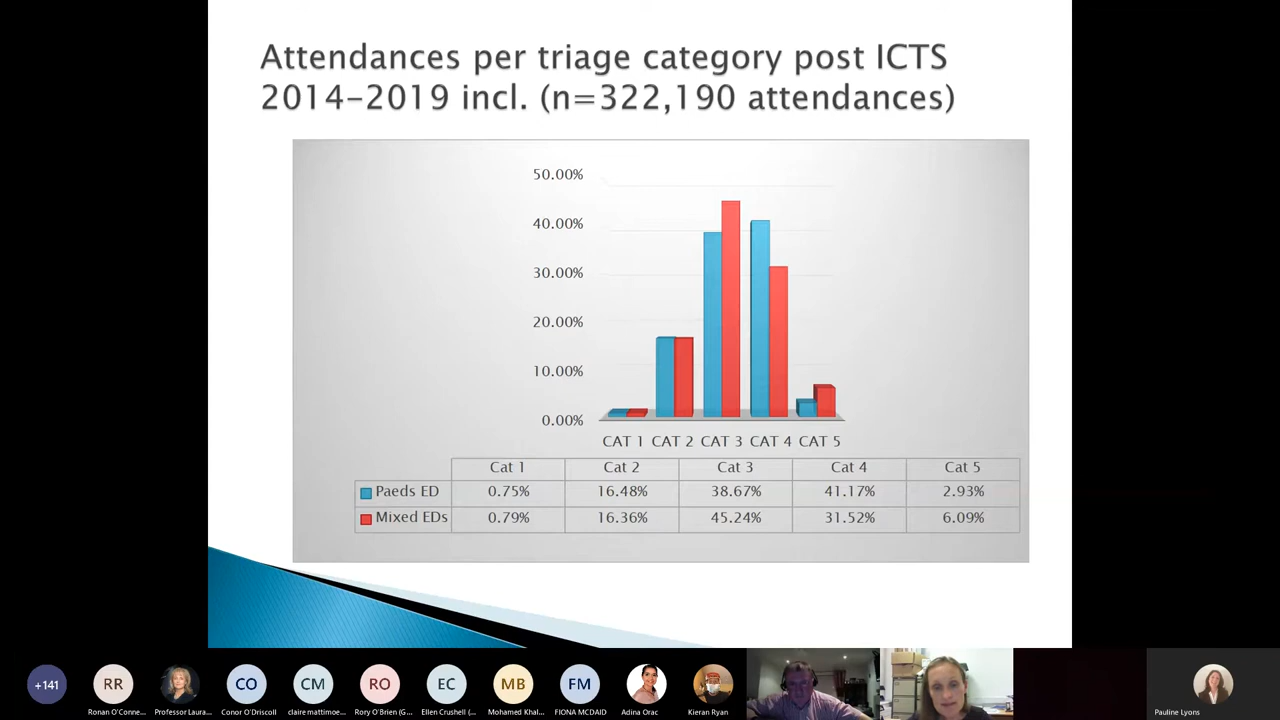 Attendances per triage category post ICTS
2014-2019 incl. (n=322,190 attendances)
50.00%
40.00%
30.00%
20.00%
10.00%
0.00%
CAT 1 CAT 2 CAT 3 CAT 4 CAT 5
Cat 1 Cat 2 Cat 3 Cat 4 Cat 5
Paeds ED 0.75% 16.48% 38.67% 41.17% 2.93%
Mixed EDs 0.79% 16.36% 45.24% 31.52% 6.09%
+141 RR CO CM RO EC MB FM
Ronan O'Conne... Professor Laura... Conor O'Driscoll claire mattimoe... Rory O'Brien (G... Ellen Crushell (... Mohamed Khal... FIONA MCDAID Adina Orac Kieran Ryan Pauline Lyons